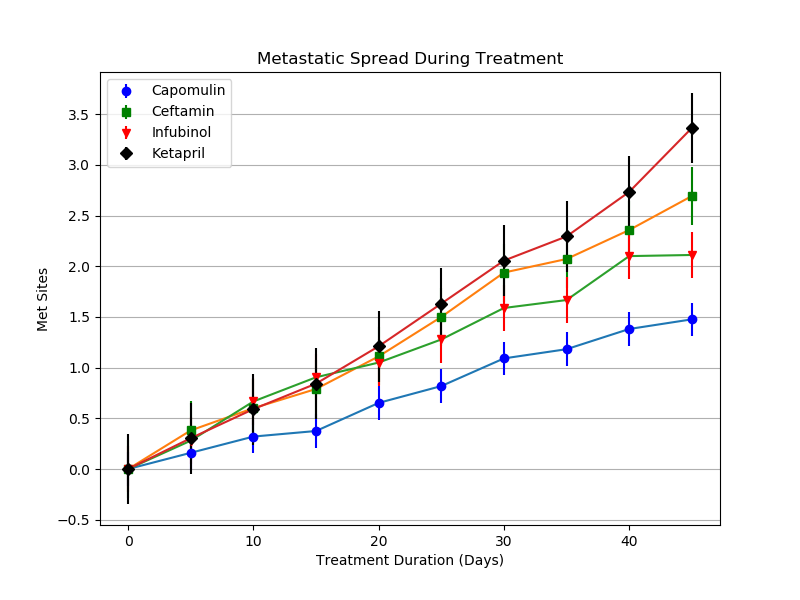 Metastatic Spread During Treatment
Capomulin
Ceftamin
Infubinol
Ketapril
3.5
3.0
2.5
2.0
1.5
1.0
0.5
0.0
−0.5
Met Sites
0 10 20 30 40
Treatment Duration (Days)